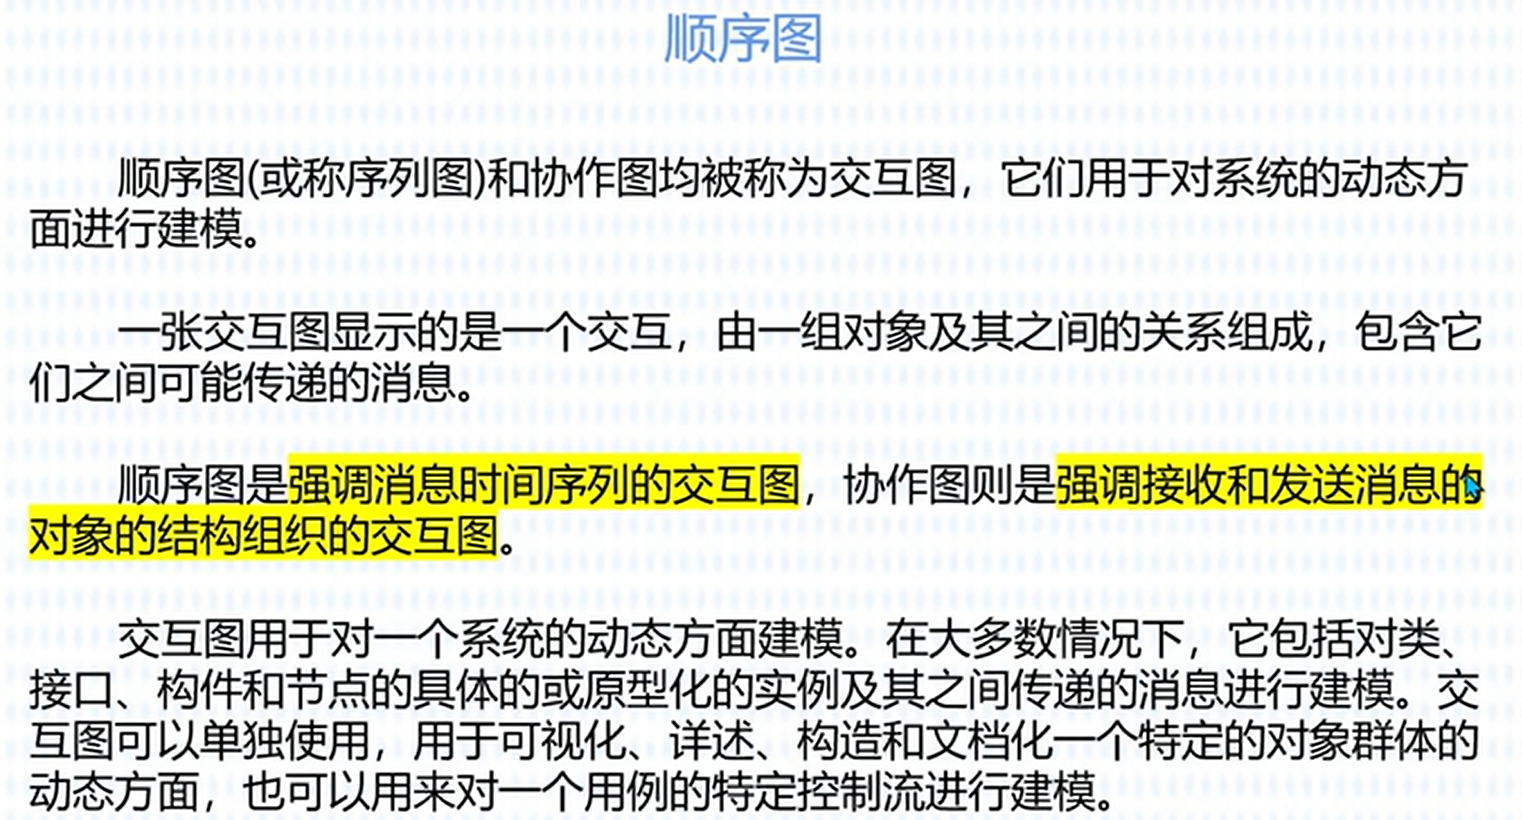 顺序图
顺序图(或称序列图)和协作图均被称为交互图，它们用于对系统的动态方
面进行建模。
一张交互图显示的是一个交互，由一组对象及其之间的关系组成，包含它
们之间可能传递的消息。
顺序图是强调消息时间序列的交互图，协作图则是强调接收和发送消息的
对象的结构组织的交互图。
交互图用于对一个系统的动态方面建模。在大多数情况下，它包括对类、
接口、构件和节点的具体的或原型化的实例及其之间传递的消息进行建模。交
互图可以单独使用，用于可视化、详述、构造和文档化一个特定的对象群体的
动态方面，也可以用来对一个用例的特定控制流进行建模。